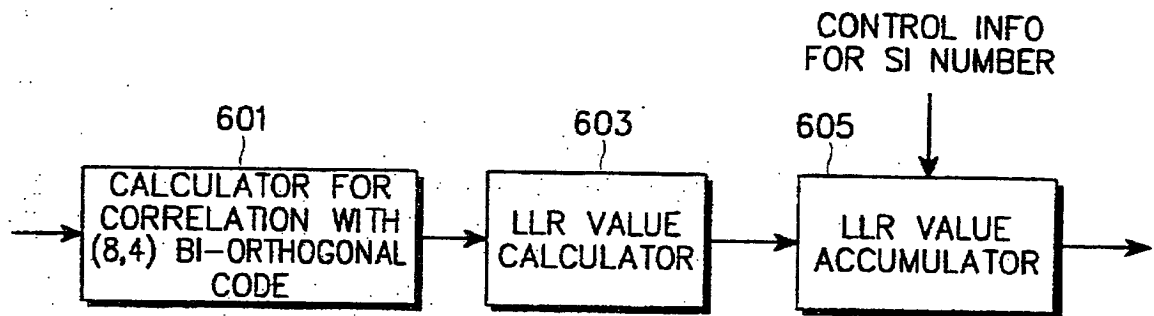 CONTROL INFO
FOR SI NUMBER
601
603
605
CALCULATOR FOR
CORRELATION WITH
(8,4) BI-ORTHOGONAL
CODE
LLR VALUE
CALCULATOR
LLR VALUE
ACCUMULATOR